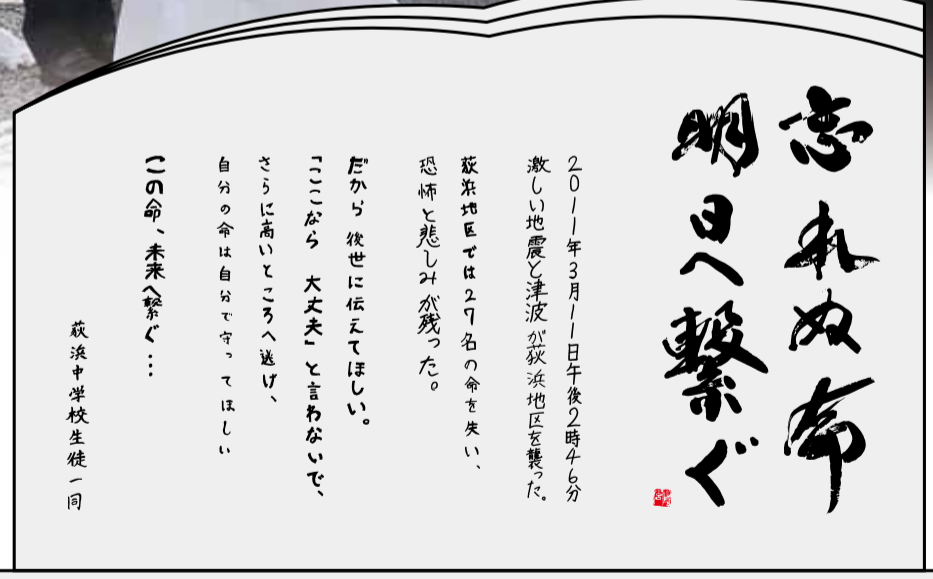 忘れぬ命
明日へ繋ぐ
2011年3月11日午後2時46分
激しい地震と津波が荻浜地区を襲った。
荻浜地区では27名の命を失い、
恐怖と悲しみが残った。
だから 後世に伝えてほしい。
「ここなら 大丈夫」と言わないで、
さらに高いところへ逃げ、
自分の命は自分で守ってほしい
この命、未来へ繋ぐ…
荻浜中学校生徒一同